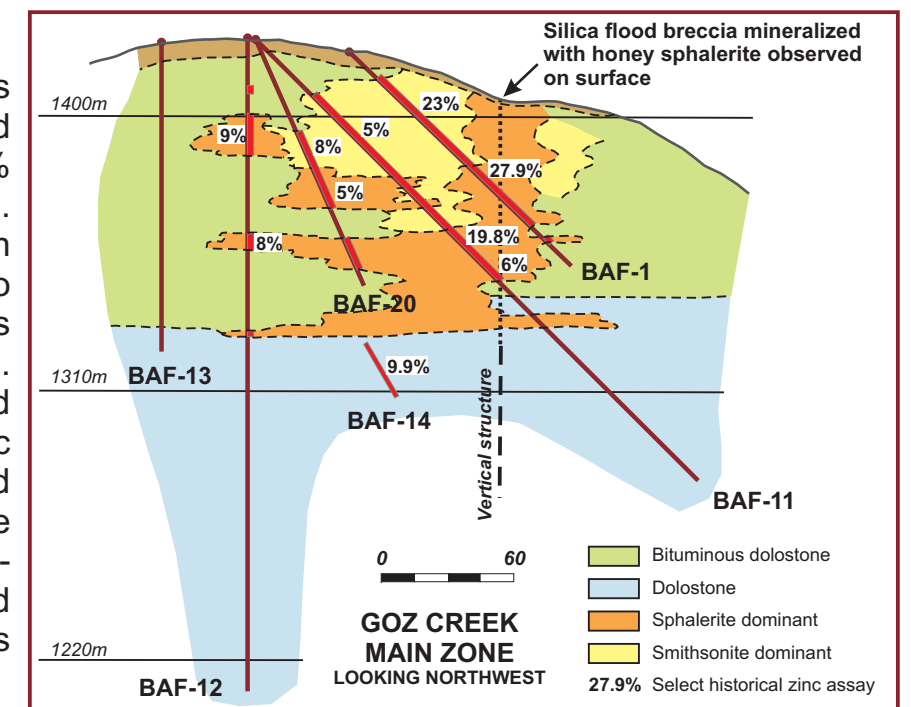 s
d
%
.
n
o
s
.
d
c
d
e
-
d
s
Silica flood breccia mineralized
with honey sphalerite observed
on surface
1400m
23%
5%
9%
8%
27.9%
5%
19.8%
8%
6%
BAF-1
BAF-20
BAF-13
9.9%
1310m
BAF-14
Vertical structure
BAF-11
0 60
GOZ CREEK
MAIN ZONE
LOOKING NORTHWEST
Bituminous dolostone
Dolostone
Sphalerite dominant
Smithsonite dominant
27.9% Select historical zinc assay
1220m
BAF-12